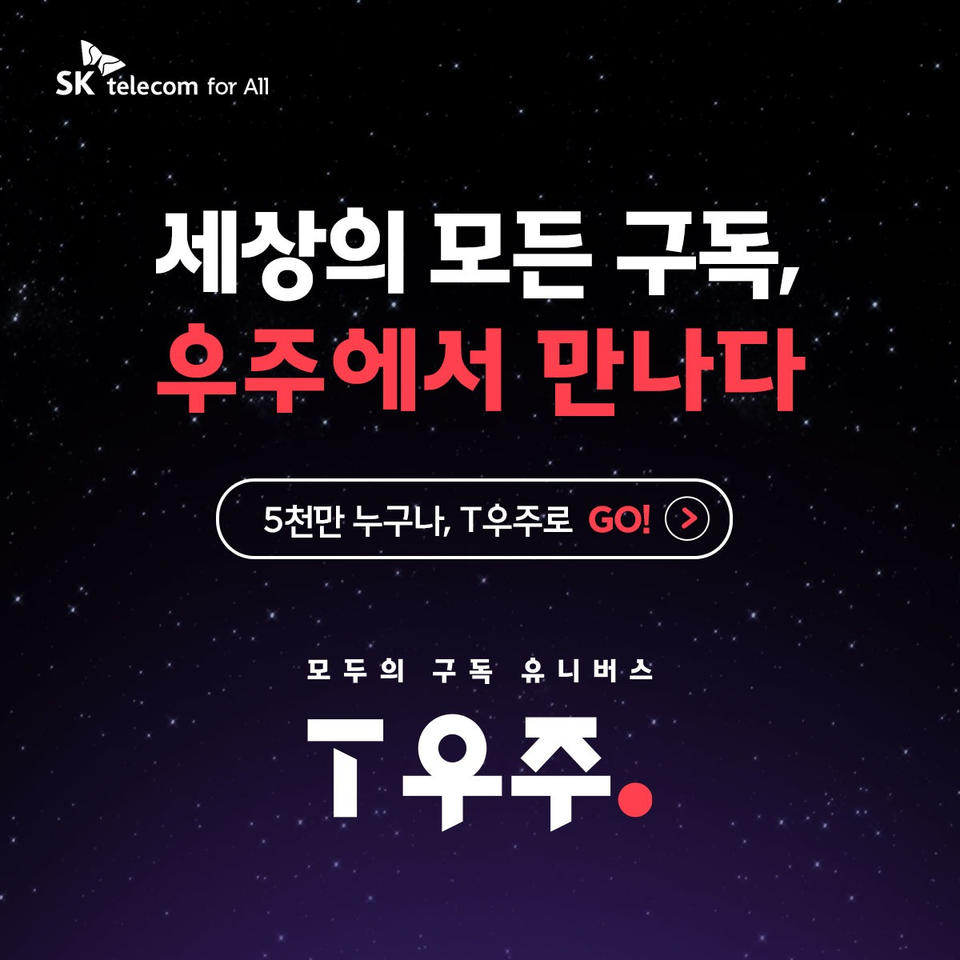 SK telecom for All
세상의 모든 구독,
우주에서 만나다
5천만 누구나, T우주로 GO!
모두의 구독 유니버스
T우주.